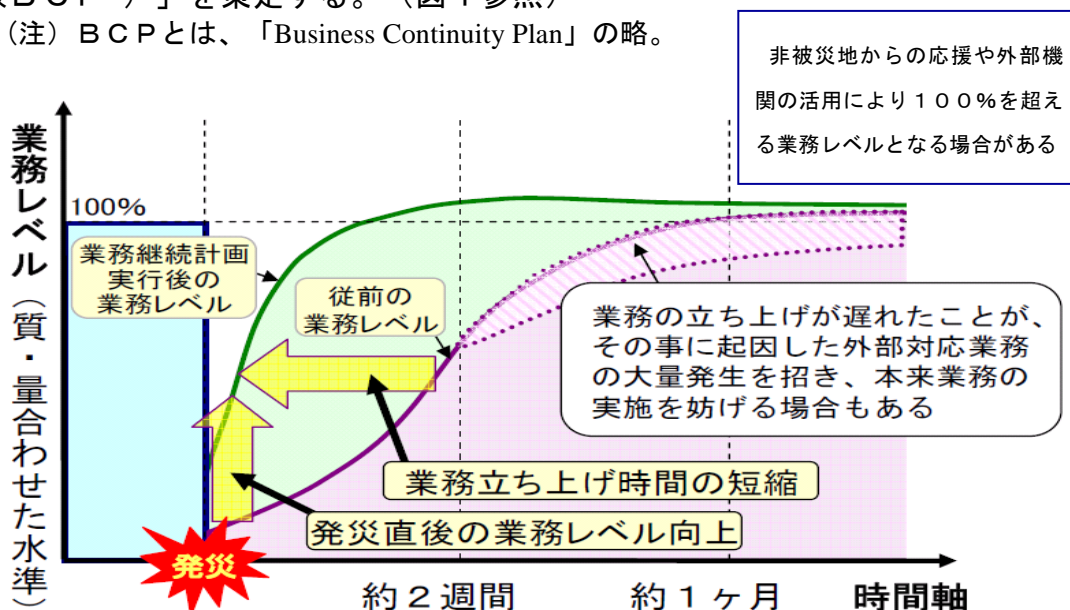 （注）ＢＣＰとは、「Business Continuity Plan」の略。
非被災地からの応援や外部機
関の活用により１００％を超え
る業務レベルとなる場合がある
業務レベル（質・量合わせた水準）
100%
業務継続計画
実行後の
業務レベル
従前の
業務レベル
業務の立ち上げが遅れたことが、
その事に起因した外部対応業務
の大量発生を招き、本来業務の
実施を妨げる場合もある
業務立ち上げ時間の短縮
発災直後の業務レベル向上
発災
約２週間
約１ヶ月
時間軸